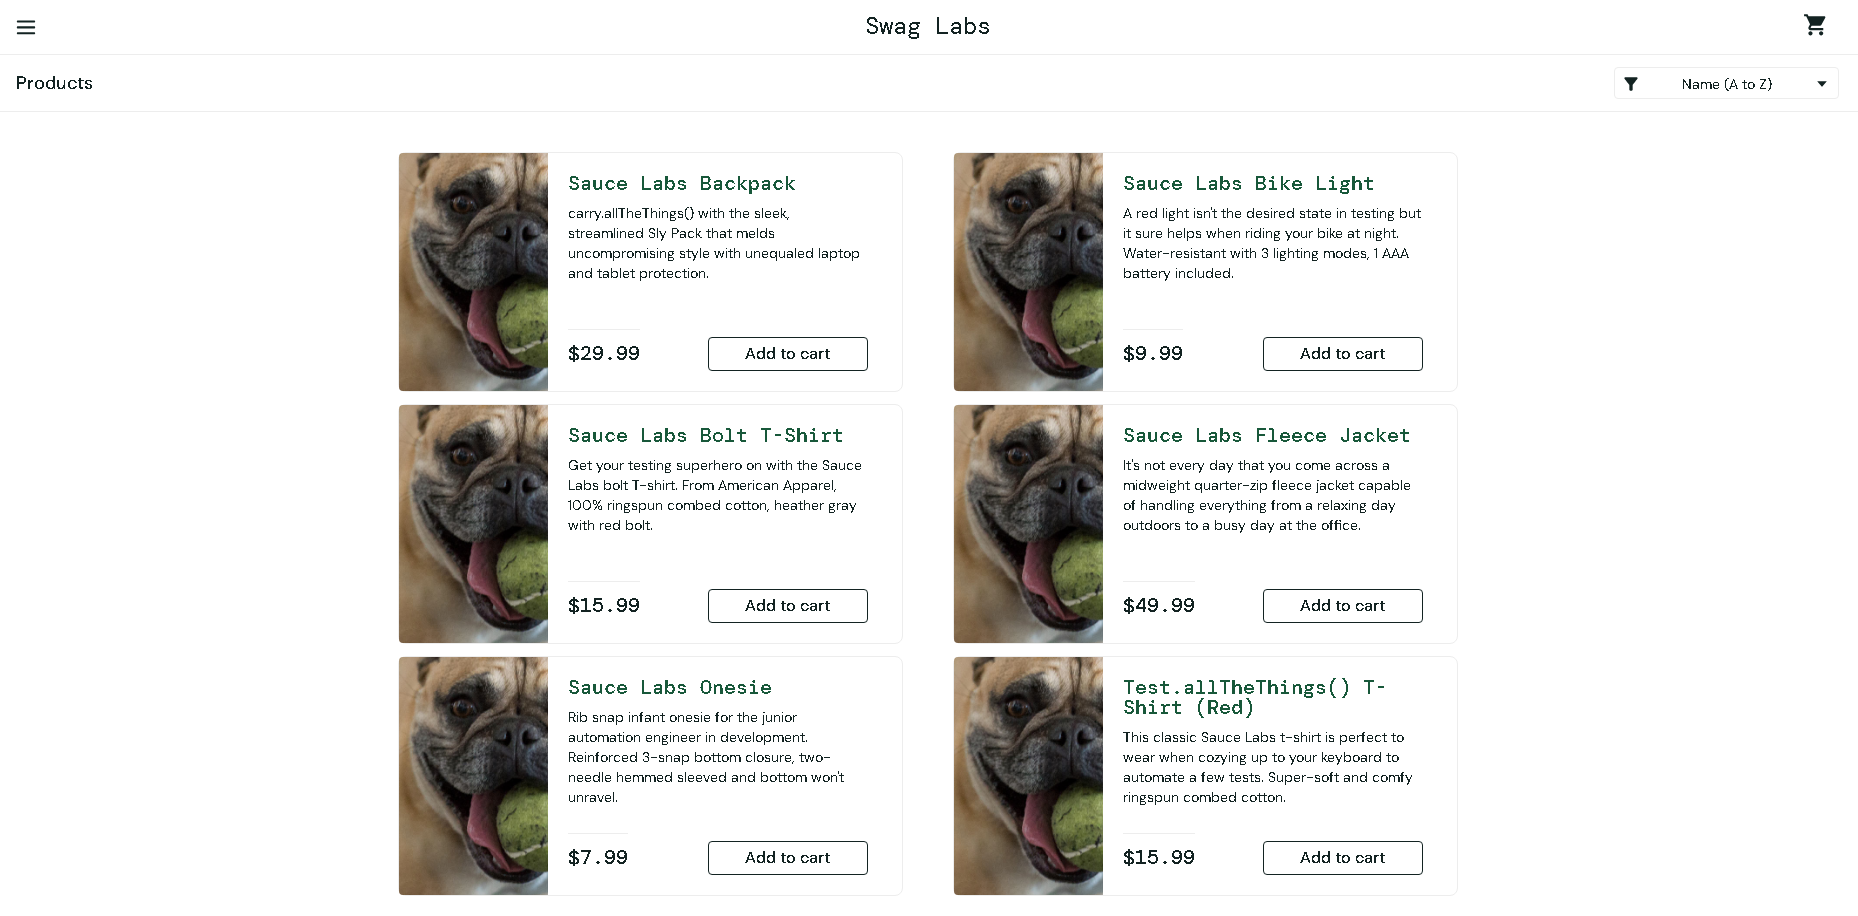 Swag Labs
Products
Name (A to Z)
Sauce Labs Backpack
carry.allTheThings() with the sleek,
streamlined Sly Pack that melds
uncompromising style with unequaled laptop
and tablet protection.
$29.99
Add to cart
Sauce Labs Bike Light
A red light isn't the desired state in testing but
it sure helps when riding your bike at night.
Water-resistant with 3 lighting modes, 1 AAA
battery included.
$9.99
Add to cart
Sauce Labs Bolt T-Shirt
Get your testing superhero on with the Sauce
Labs bolt T-shirt. From American Apparel,
100% ringspun combed cotton, heather gray
with red bolt.
$15.99
Add to cart
Sauce Labs Fleece Jacket
It's not every day that you come across a
midweight quarter-zip fleece jacket capable
of handling everything from a relaxing day
outdoors to a busy day at the office.
$49.99
Add to cart
Sauce Labs Onesie
Rib snap infant onesie for the junior
automation engineer in development.
Reinforced 3-snap bottom closure, two-
needle hemmed sleeved and bottom won't
unravel.
$7.99
Add to cart
Test.allTheThings() T-
Shirt (Red)
This classic Sauce Labs t-shirt is perfect to
wear when cozying up to your keyboard to
automate a few tests. Super-soft and comfy
ringspun combed cotton.
$15.99
Add to cart